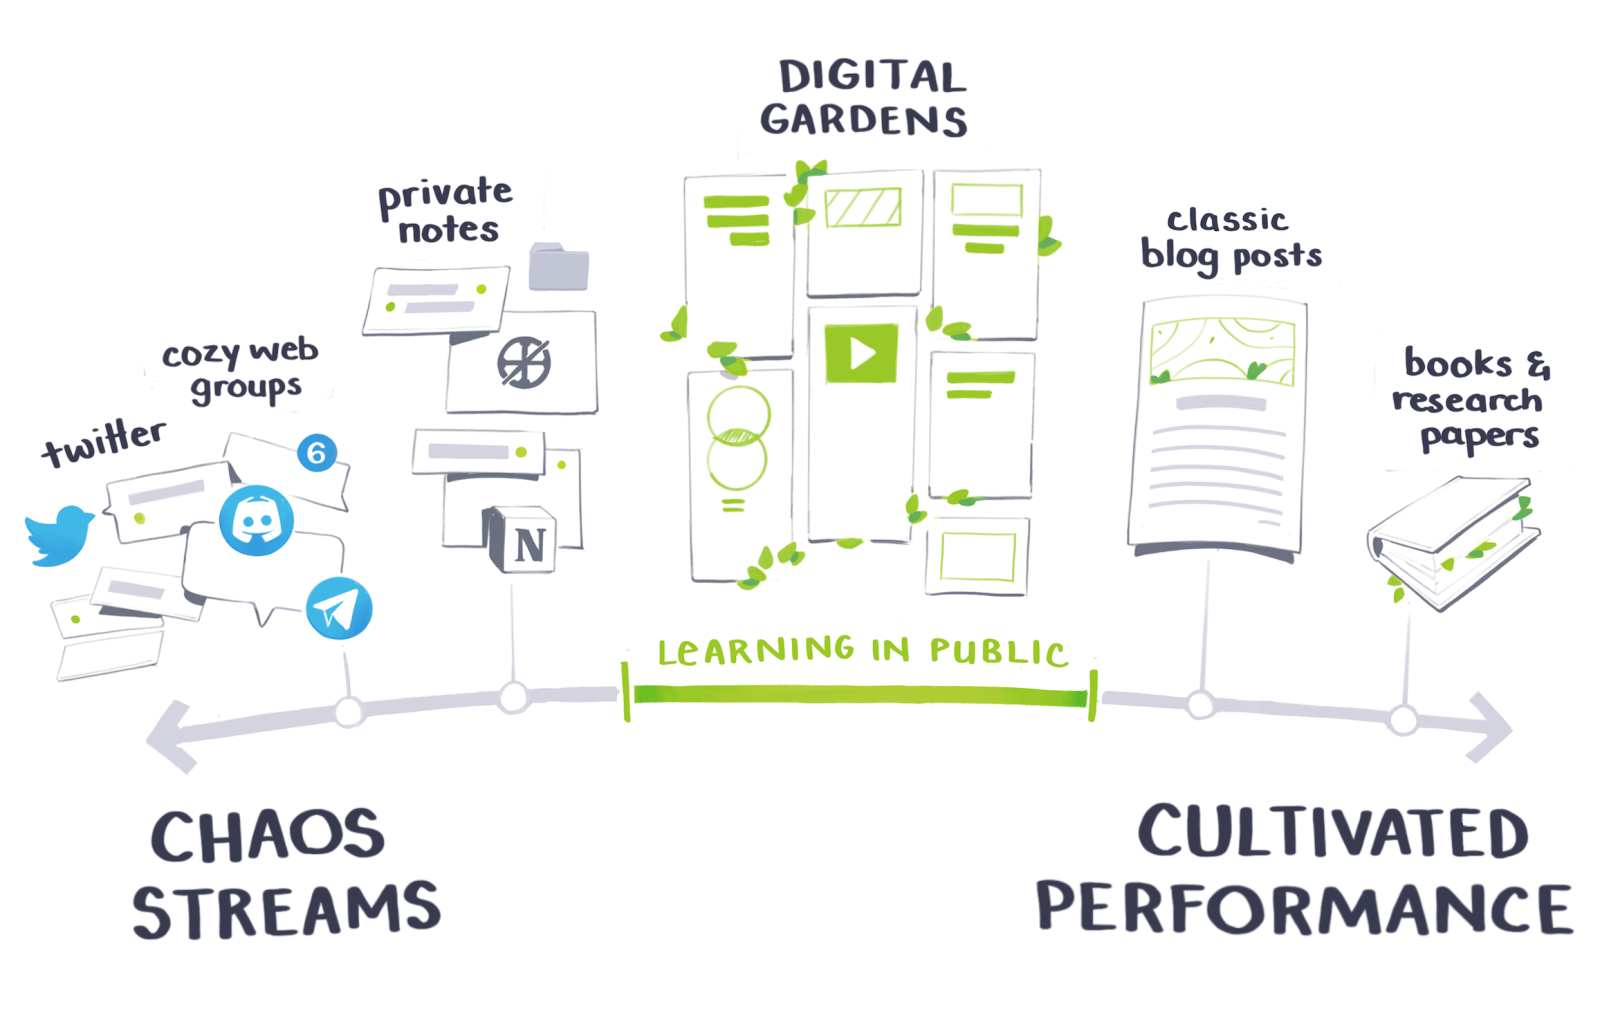 DIGITAL
GARDENS
private
notes
classic
blog posts
cozy web
groups
books &
research
papers
twitter
6
N
LEARNING IN PUBLIC
CHAOS
STREAMS
CULTIVATED
PERFORMANCE